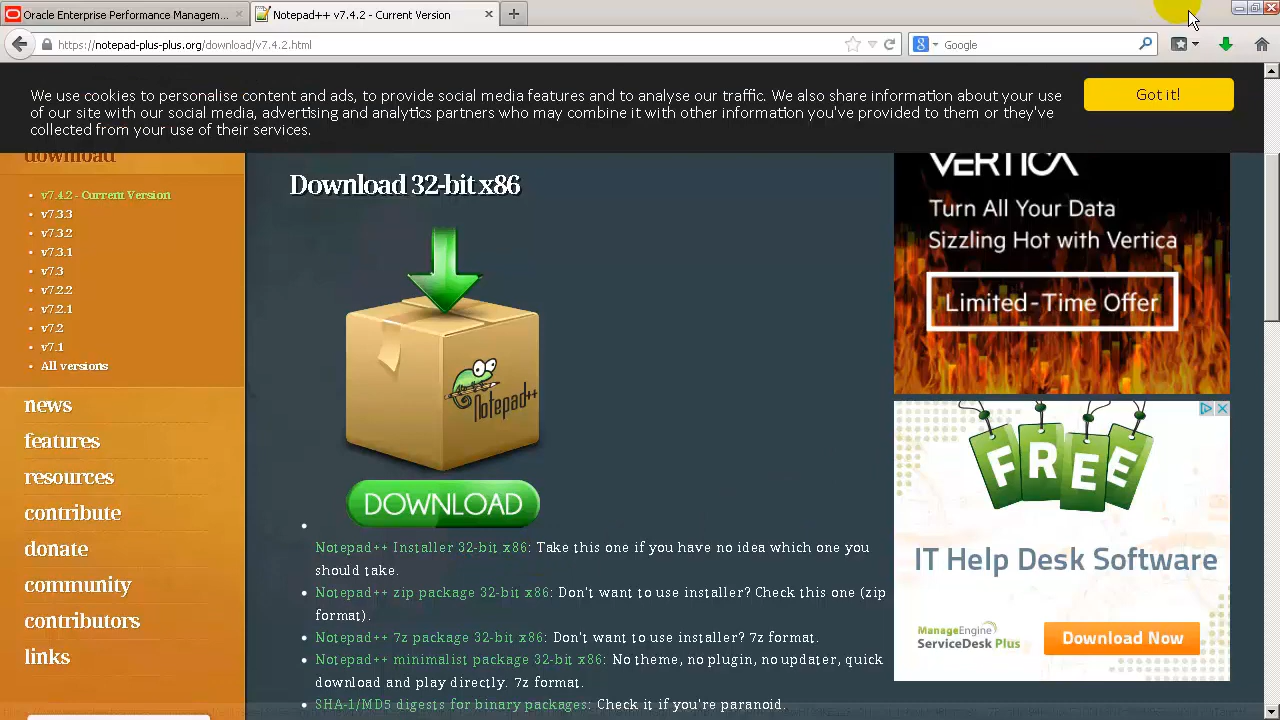 Oracle Enterprise Performance Managem...
Notepad++ v7.4.2 - Current Version
https://notepad-plus-plus.org/download/v7.4.2.html
Google
We use cookies to personalise content and ads, to provide social media features and to analyse our traffic. We also share information about your use
of our site with our social media, advertising and analytics partners who may combine it with other information you've provided to them or they've
collected from your use of their services.
Got it!
download
v7.4.2 - Current Version
v7.3.3
v7.3.2
v7.3.1
v7.3
v7.2.2
v7.2.1
v7.2
v7.1
All versions
news
features
resources
contribute
donate
community
contributors
links
Download 32-bit x86
Notepad++
DOWNLOAD
Notepad++ Installer 32-bit x86: Take this one if you have no idea which one you
should take.
Notepad++ zip package 32-bit x86: Don't want to use installer? Check this one (zip
format).
Notepad++ 7z package 32-bit x86: Don't want to use installer? 7z format.
Notepad++ minimalist package 32-bit x86: No theme, no plugin, no updater, quick
download and play directly. 7z format.
SHA-1/MD5 digests for binary packages: Check it if you're paranoid.
VERTICA
Turn All Your Data
Sizzling Hot with Vertica
Limited-Time Offer
FREE
IT Help Desk Software
ManageEngine
ServiceDesk Plus
Download Now